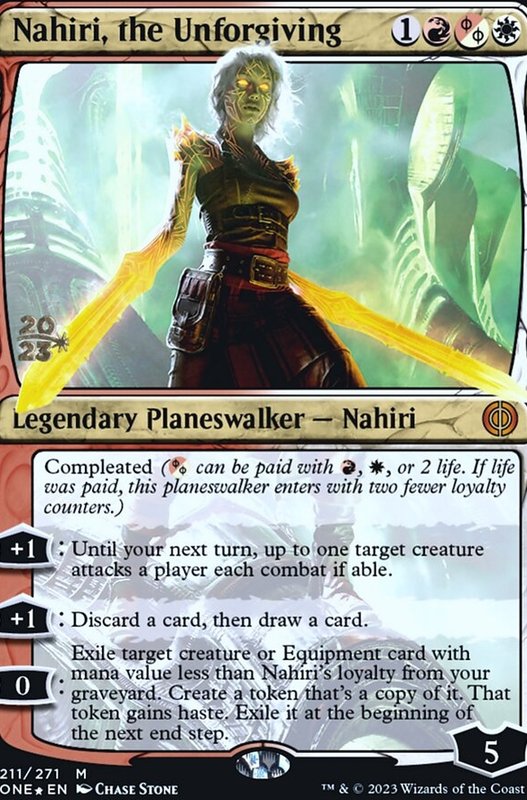 Nahiri, the Unforgiving 1
20
23
Legendary Planeswalker — Nahiri
Compleated ( can be paid with , , or 2 life. If life
was paid, this planeswalker enters with two fewer loyalty
counters.)
+1 : Until your next turn, up to one target creature
attacks a player each combat if able.
+1 : Discard a card, then draw a card.
Exile target creature or Equipment card with
mana value less than Nahiri's loyalty from your
0 : graveyard. Create a token that's a copy of it. That
token gains haste. Exile it at the beginning of
the next end step.
5
211/271 M
ONE★EN CHASE STONE ™ & © 2023 Wizards of the Coast